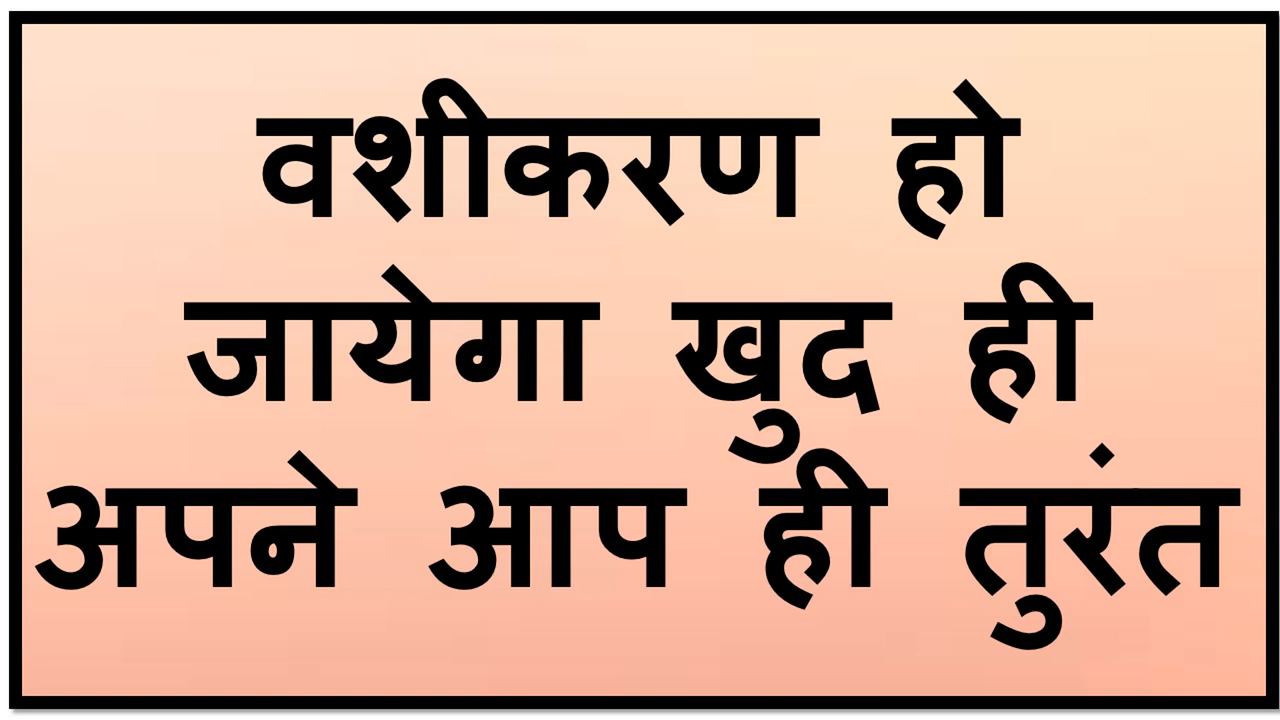 वशीकरण हो
जायेगा खुद ही
अपने आप ही तुरंत